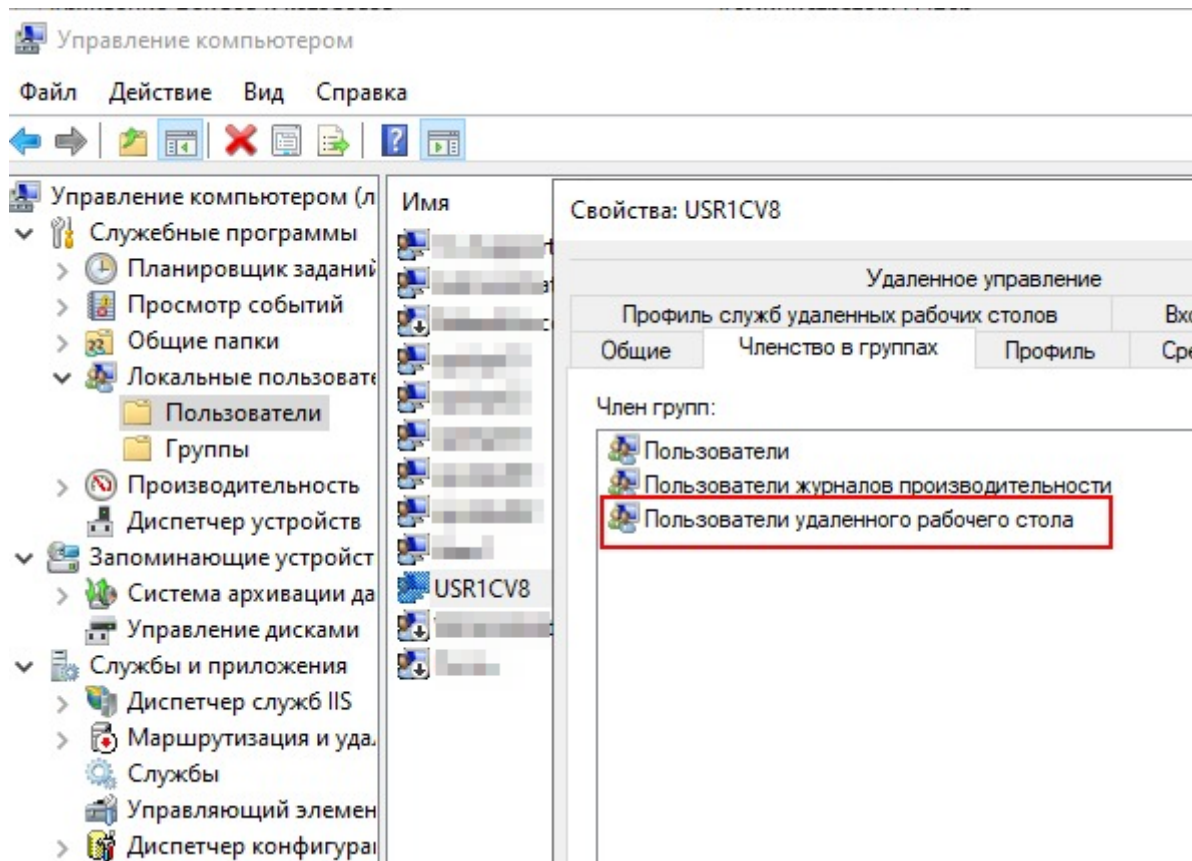 Управление компьютером
Файл Действие Вид Справка
Управление компьютером (л
Служебные программы
Планировщик заданий
Просмотр событий
Общие папки
Локальные пользовате
Пользователи
Группы
Производительность
Диспетчер устройств
Запоминающие устройст
Система архивации да
Управление дисками
Службы и приложения
Диспетчер служб IIS
Маршрутизация и уда
Службы
Управляющий элемен
Диспетчер конфигура
Имя
USR1CV8
Свойства: USR1CV8
Удаленное управление
Профиль служб удаленных рабочих столов Вхо
Общие Членство в группах Профиль Сре
Член групп:
Пользователи
Пользователи журналов производительности
Пользователи удаленного рабочего стола